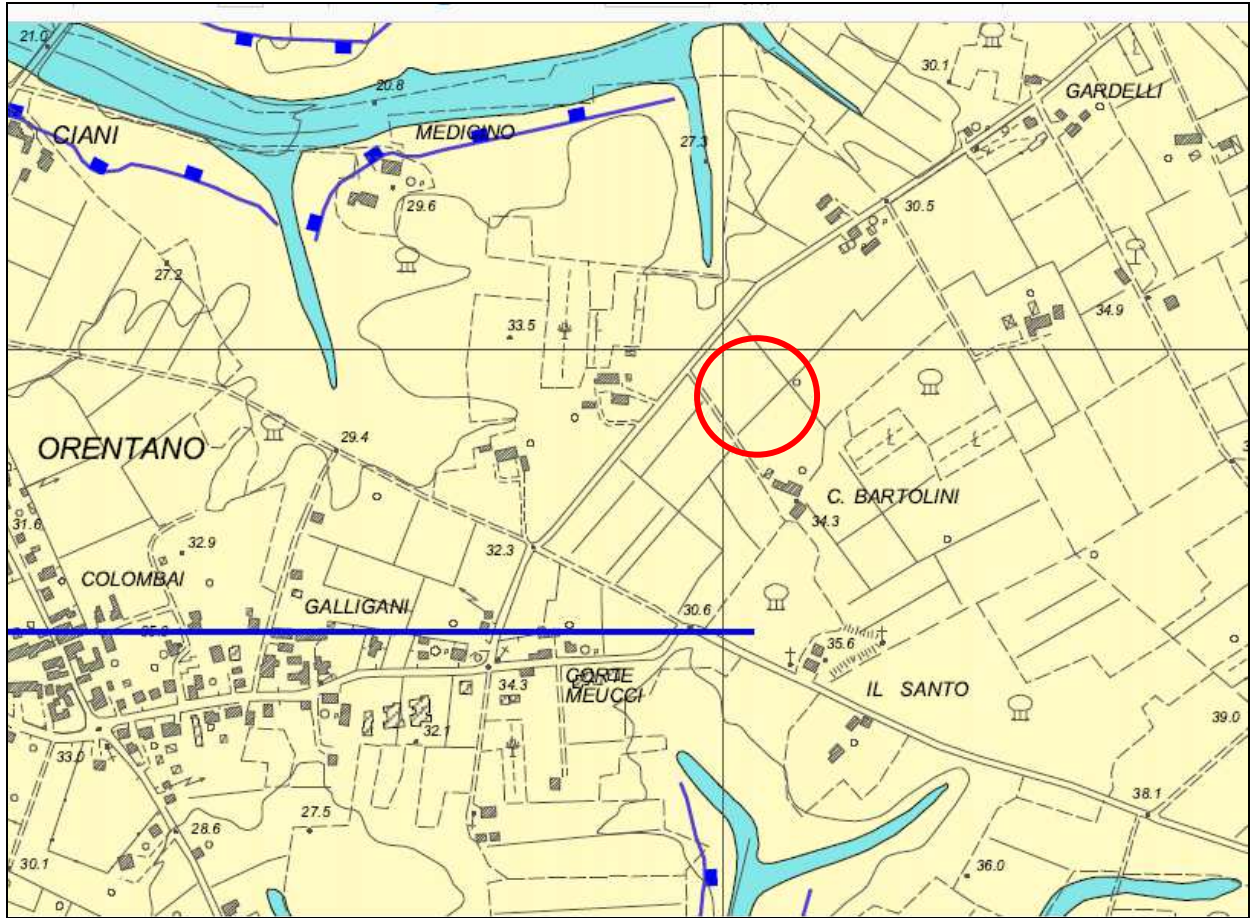 21.0
20.8
CIANI
MEDICINO
27.3
30.1
GARDELLI
29.6
30.5
27.2
33.5
34.9
ORENTANO
29.4
C. BARTOLINI
34.3
31.6
32.9
32.3
COLOMBAI
GALLIGANI
30.6
35.6
CORTE
MEUCCI
34.3
IL SANTO
39.0
32.1
33.0
38.1
27.5
28.6
30.1
36.0